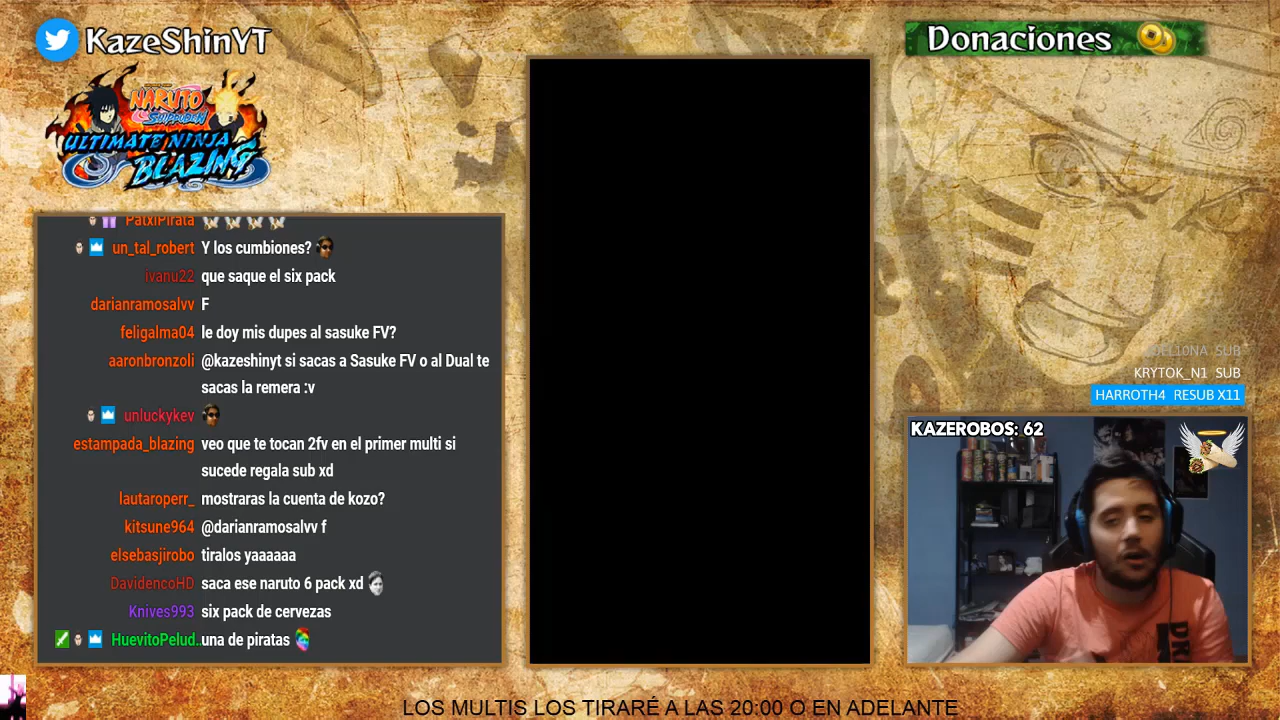 KazeShinYT
Donaciones
NARUTO
SHIPPUDEN
ULTIMATE NINJA
BLAZING
PatxiPirata
un_tal_robert Y los cumbiones?
ivanu22 que saque el six pack
darianramosalvv F
feligalma04 le doy mis dupes al sasuke FV?
aaronbronzoli @kazeshinyt si sacas a Sasuke FV o al Dual te
sacas la remera :v
unluckykev
estampada_blazing veo que te tocan 2fv en el primer multi si
sucede regala sub xd
lautaroperr_ mostraras la cuenta de kozo?
kitsune964 @darianramosalvv f
elsebasjirobo tiralos yaaaaaa
DavidencoHD saca ese naruto 6 pack xd
Knives993 six pack de cervezas
HuevitoPelud.. una de piratas
SUB
KRYTOK_N1 SUB
HARROTH4 RESUB X11
KAZEROBOS: 62
LOS MULTIS LOS TIRARÉ A LAS 20:00 O EN ADELANTE